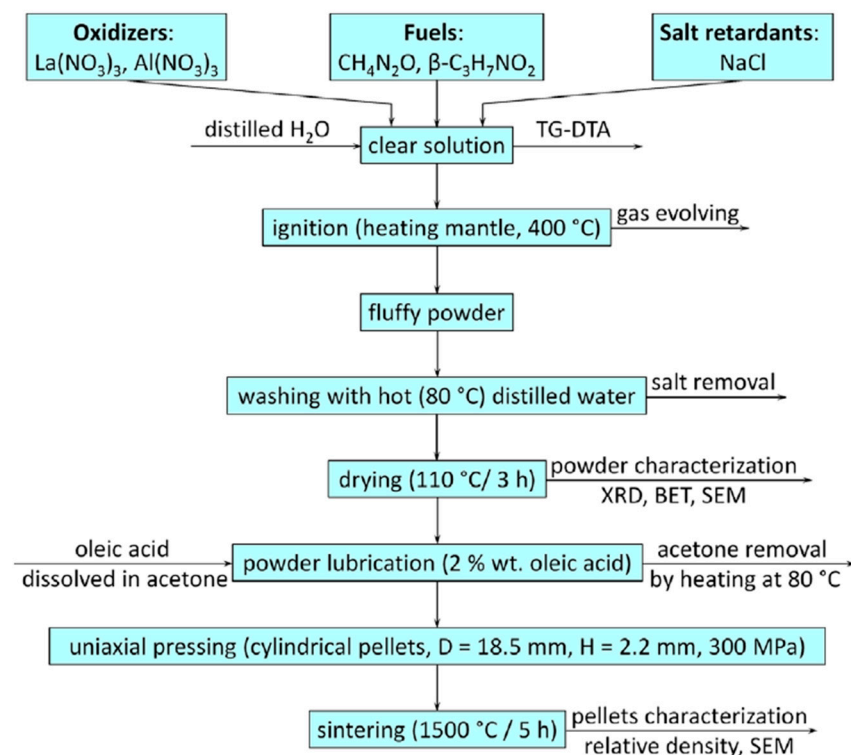 Oxidizers:
La(NO₃)₃, Al(NO₃)₃
Fuels:
CH₄N₂O, β-C₃H₇NO₂
Salt retardants:
NaCl
distilled H₂O
clear solution
TG-DTA
ignition (heating mantle, 400 °C)
gas evolving
fluffy powder
washing with hot (80 °C) distilled water
salt removal
drying (110 °C/ 3 h)
powder characterization
XRD, BET, SEM
oleic acid
dissolved in acetone
powder lubrication (2 % wt. oleic acid)
acetone removal
by heating at 80 °C
uniaxial pressing (cylindrical pellets, D = 18.5 mm, H = 2.2 mm, 300 MPa)
sintering (1500 °C / 5 h)
pellets characterization
relative density, SEM